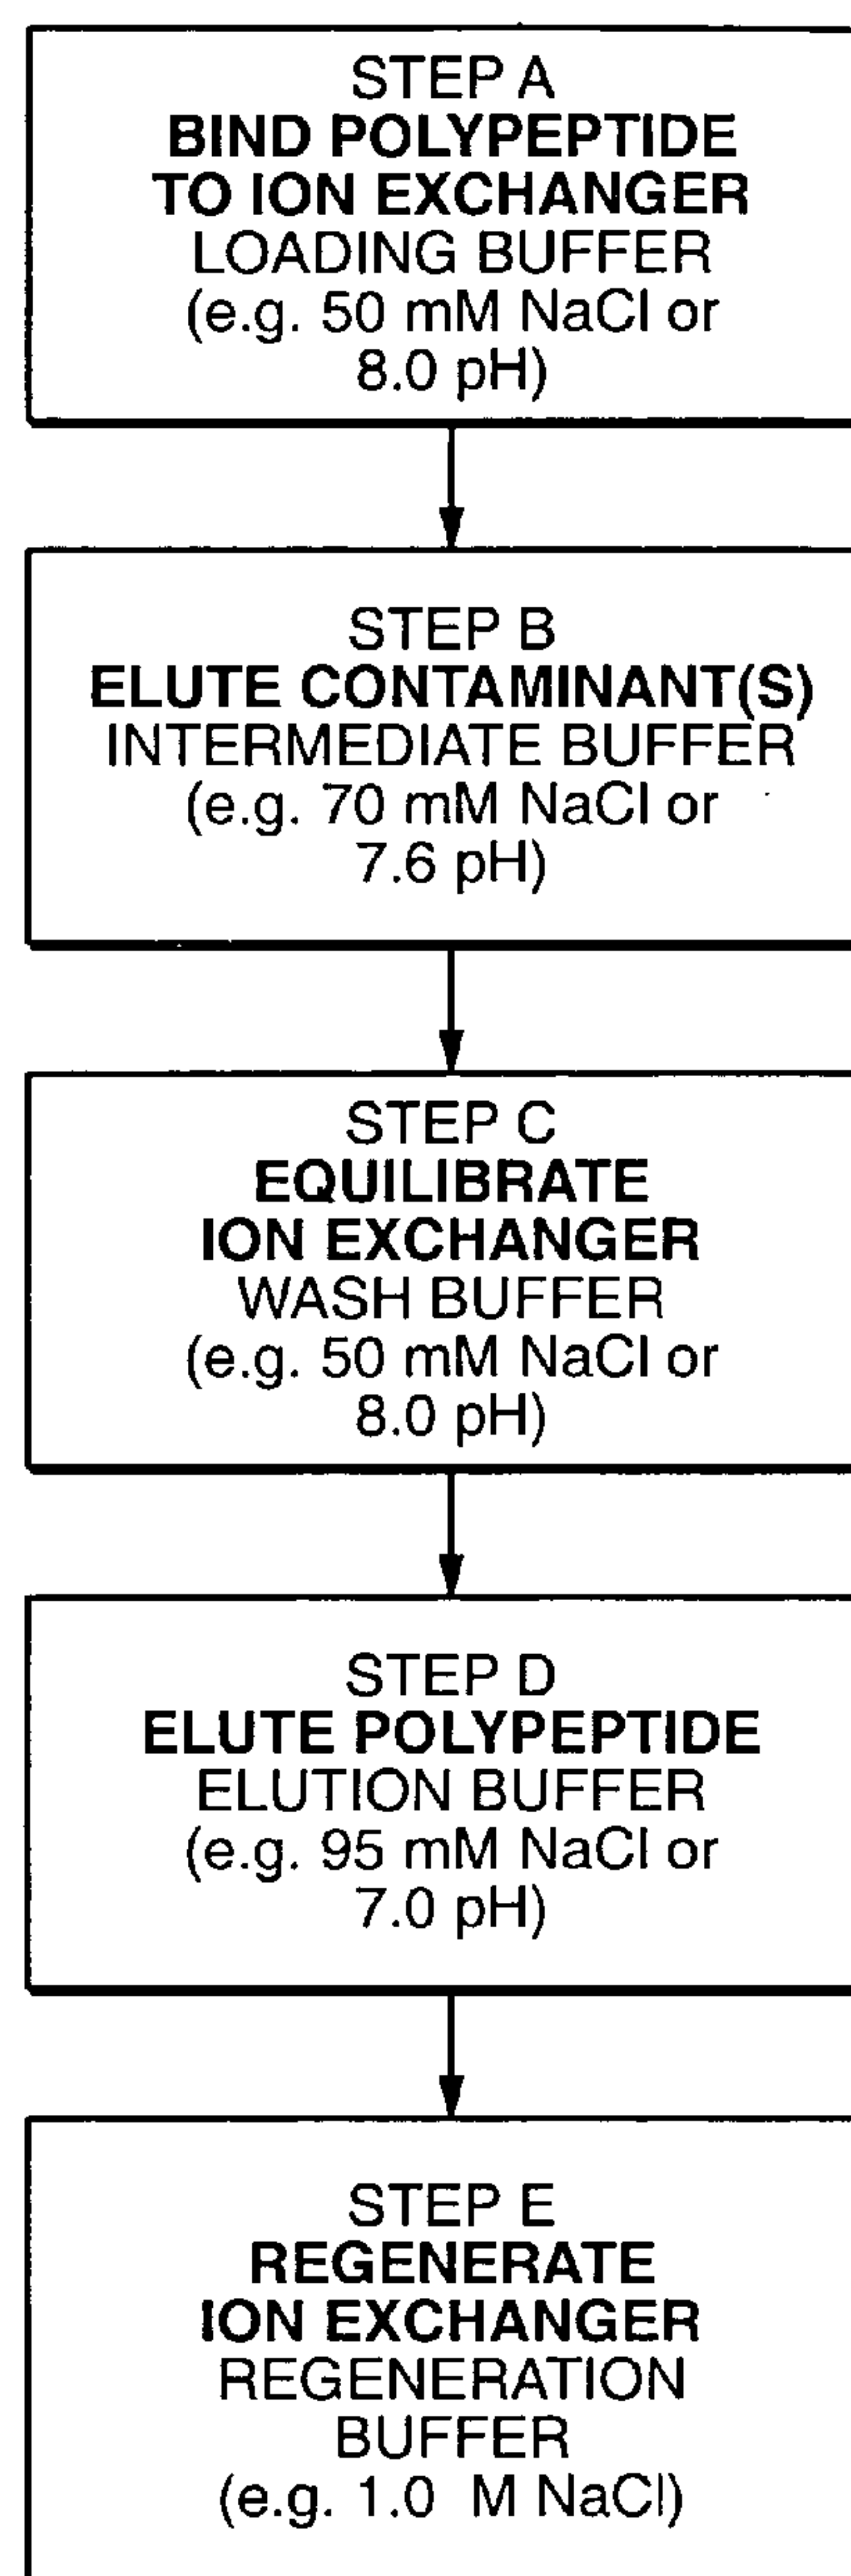 STEP A
BIND POLYPEPTIDE
TO ION EXCHANGER
LOADING BUFFER
(e.g. 50 mM NaCl or
8.0 pH)
STEP B
ELUTE CONTAMINANT(S)
INTERMEDIATE BUFFER
(e.g. 70 mM NaCl or
7.6 pH)
STEP C
EQUILIBRATE
ION EXCHANGER
WASH BUFFER
(e.g. 50 mM NaCl or
8.0 pH)
STEP D
ELUTE POLYPEPTIDE
ELUTION BUFFER
(e.g. 95 mM NaCl or
7.0 pH)
STEP E
REGENERATE
ION EXCHANGER
REGENERATION
BUFFER
(e.g. 1.0 M NaCl)